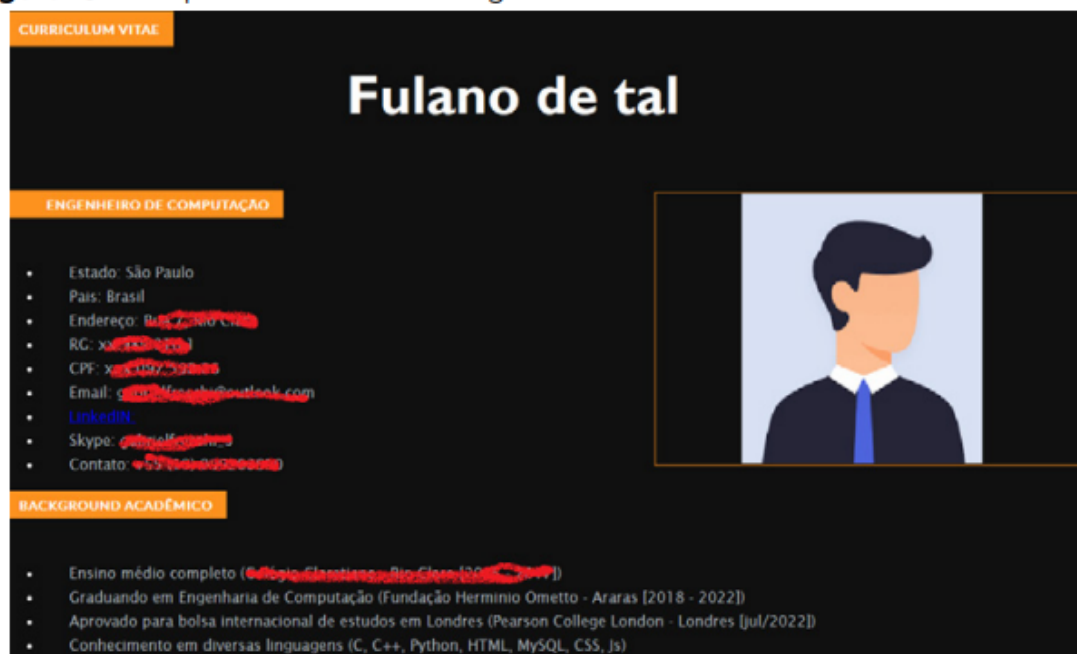 CURRICULUM VITAE
Fulano de tal
ENGENHEIRO DE COMPUTAÇÃO
• Estado: São Paulo
• Pais: Brasil
• Endereço:
• RG:
• CPF:
• Email:
• LinkedIN
• Skype:
• Contato:
BACKGROUND ACADÊMICO
• Ensino médio completo (
• Graduando em Engenharia de Computação (Fundação Herminio Ometto - Araras [2018 - 2022])
• Aprovado para bolsa internacional de estudos em Londres (Pearson College London - Londres [jul/2022])
• Conhecimento em diversas linguagens (C, C++, Python, HTML, MySQL, CSS, Js)